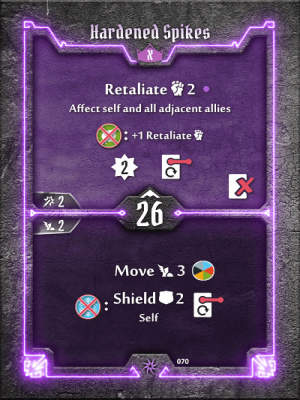 Hardened Spikes
X
Retaliate 2
Affect self and all adjacent allies
: +1 Retaliate
2
2
26
2
Move 3
: Shield 2
Self
070